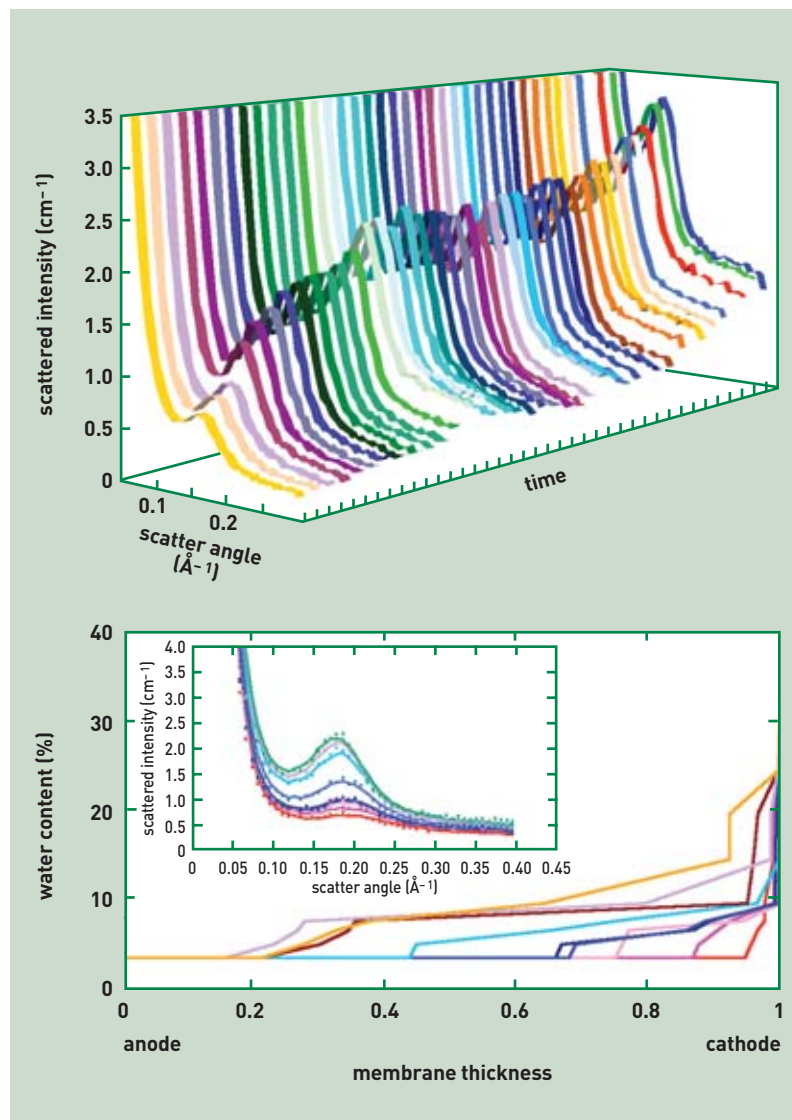 3.5
3.0
2.5
2.0
1.5
1.0
0.5
0
scattered intensity (cm⁻¹)
0.1
0.2
scatter angle
(Å⁻¹)
time
40
30
20
10
0
water content (%)
4.0
3.5
3.0
2.5
2.0
1.5
1.0
0.5
0
scattered intensity (cm⁻¹)
0 0.05 0.10 0.15 0.20 0.25 0.30 0.35 0.40 0.45
scatter angle (Å⁻¹)
0 0.2 0.4 0.6 0.8 1
anode cathode
membrane thickness